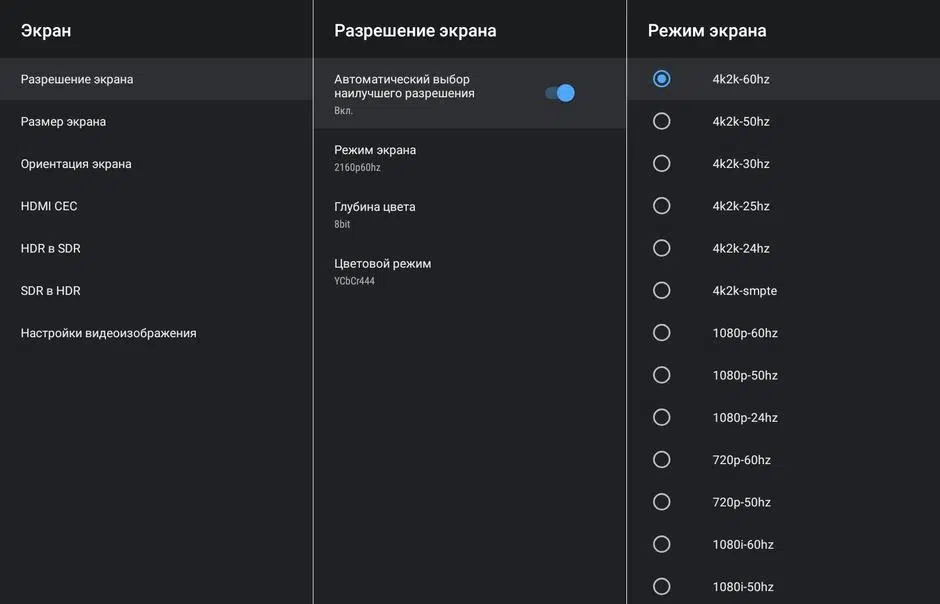 Экран
Разрешение экрана
Размер экрана
Ориентация экрана
HDMI CEC
HDR в SDR
SDR в HDR
Настройки видеоизображения
Разрешение экрана
Автоматический выбор
наилучшего разрешения
Вкл.
Режим экрана
2160p60hz
Глубина цвета
8bit
Цветовой режим
YCbCr444
Режим экрана
4k2k-60hz
4k2k-50hz
4k2k-30hz
4k2k-25hz
4k2k-24hz
4k2k-smpte
1080p-60hz
1080p-50hz
1080p-24hz
720p-60hz
720p-50hz
1080i-60hz
1080i-50hz